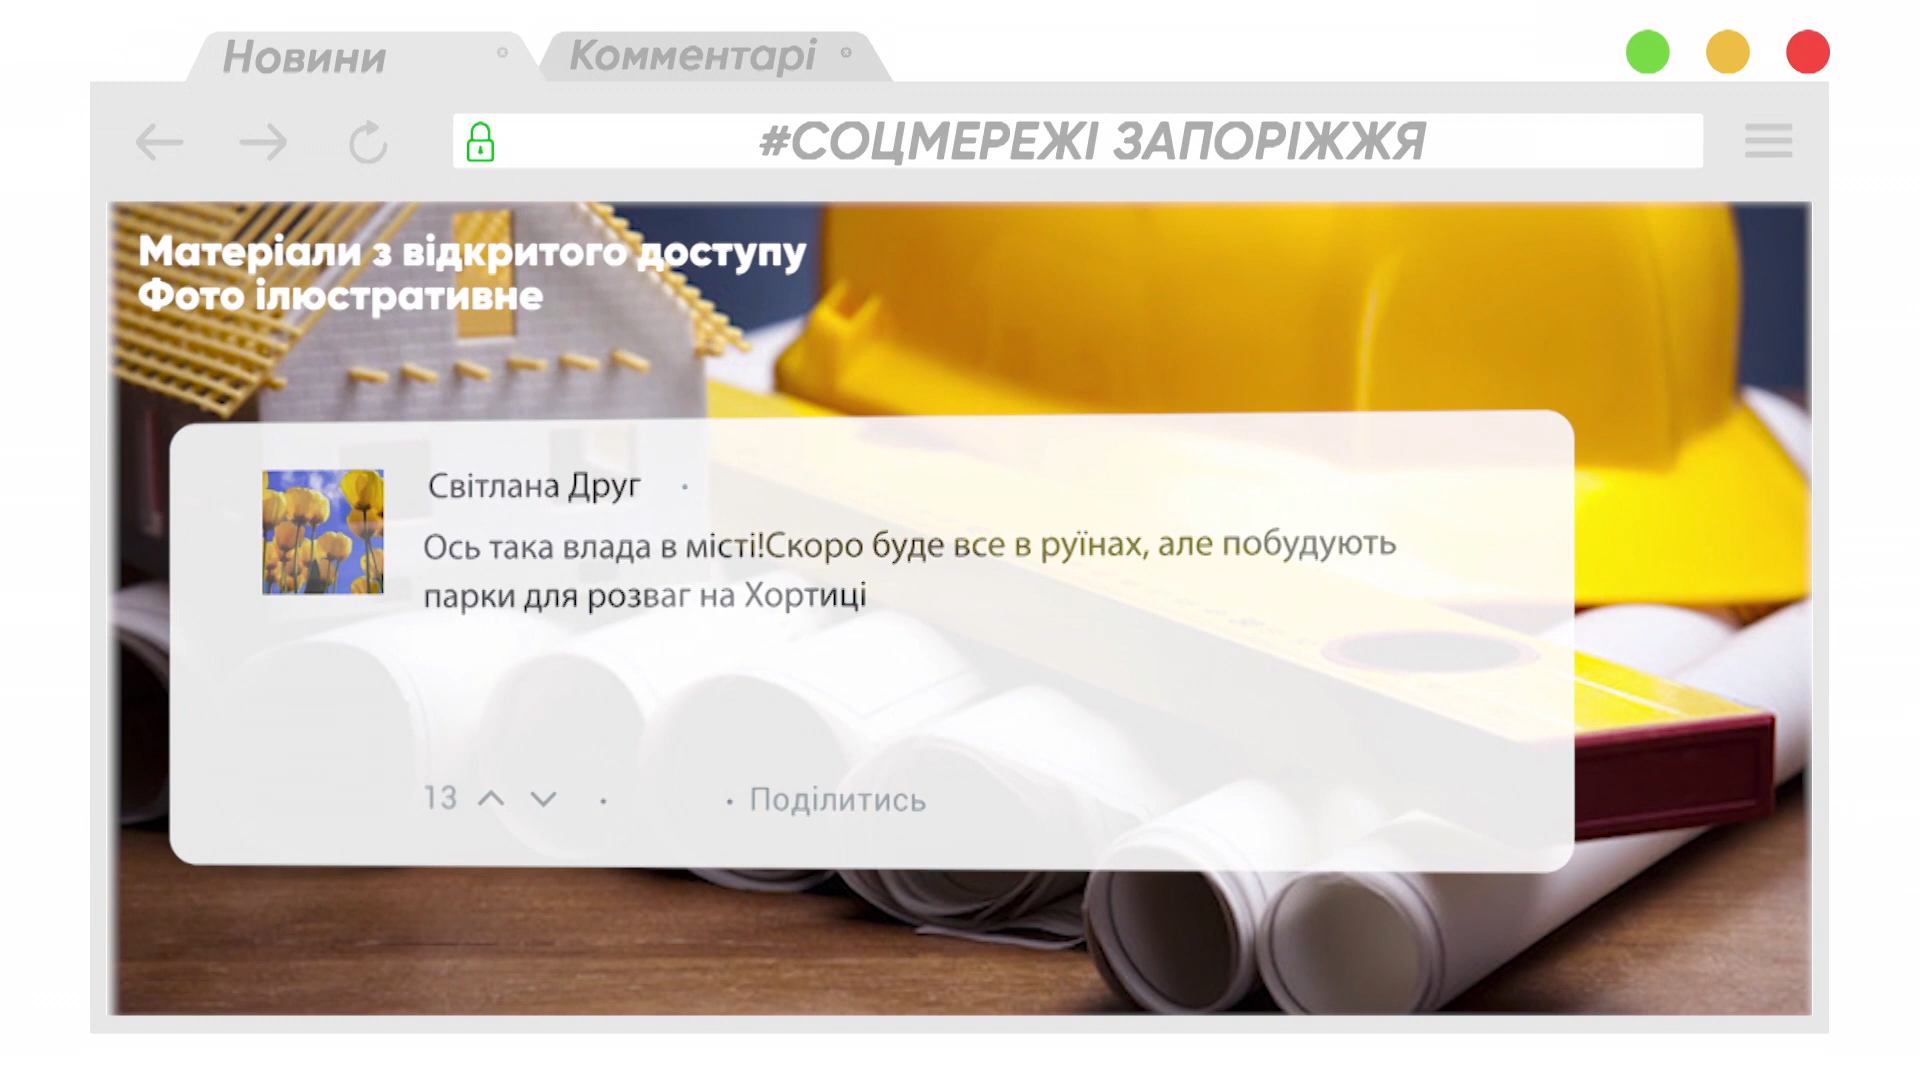 Новини
Комментарі
#СОЦМЕРЕЖІ ЗАПОРІЖЖЯ
Матеріали з відкритого доступу
Фото ілюстративне
Світлана Друг
Ось така влада в місті!Скоро буде все в руїнах, але побудують
парки для розваг на Хортиці
13
Поділитись